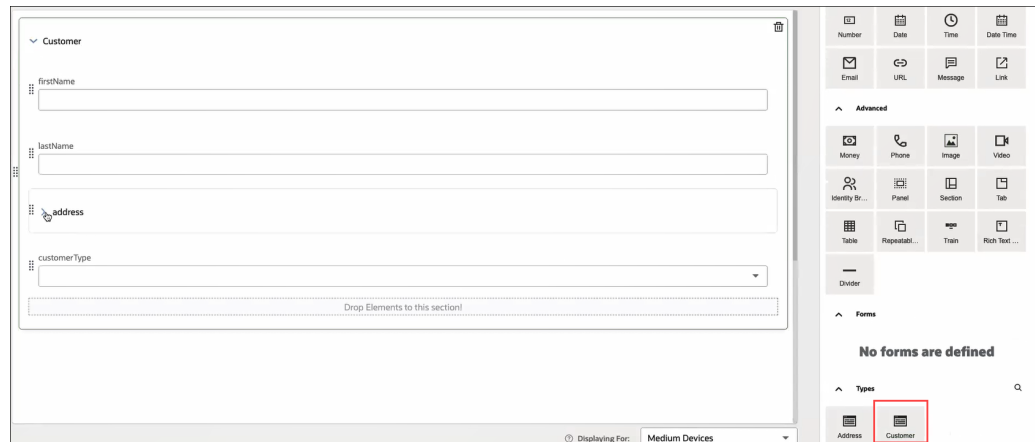 Customer
firstName
lastName
address
customerType
Drop Elements to this section!
Displaying For: Medium Devices
Number Date Time Date Time
Email URL Message Link
Advanced
Money Phone Image Video
Identity Br... Panel Section Tab
Table Repeatabl... Train Rich Text ...
Divider
Forms
No forms are defined
Types
Address Customer